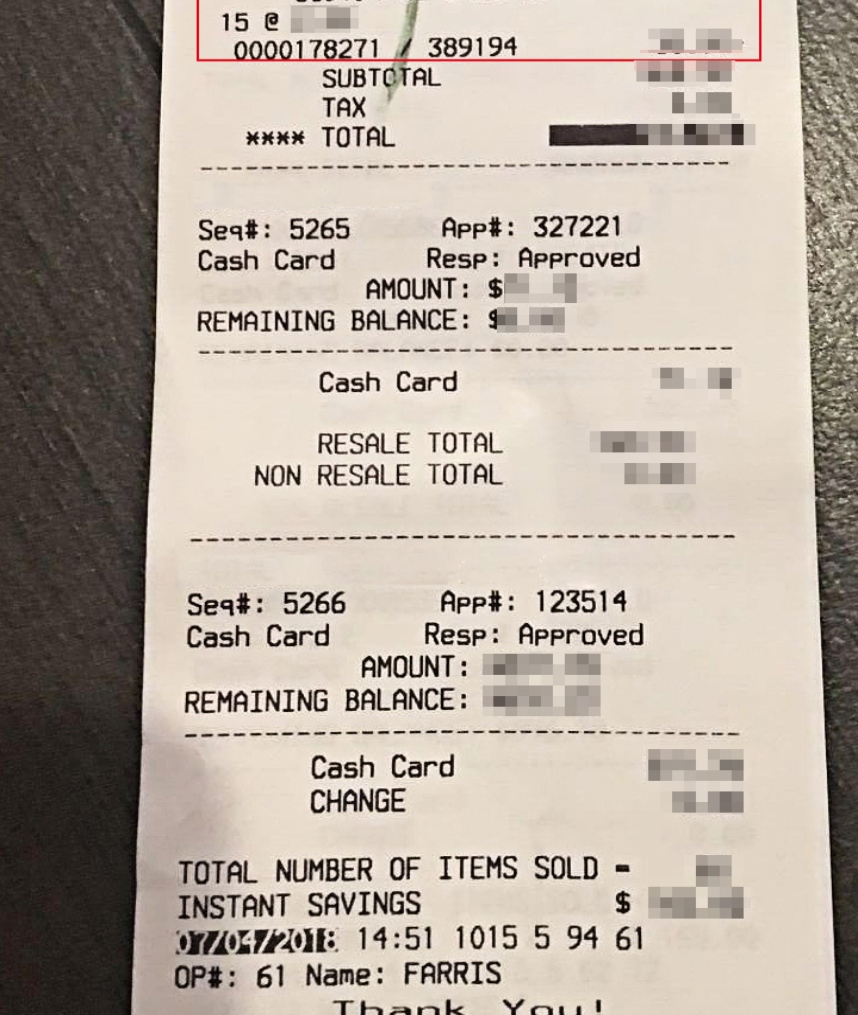 15 @
0000178271 / 389194
SUBTOTAL
TAX
**** TOTAL
Seq#: 5265 App#: 327221
Cash Card Resp: Approved
AMOUNT: $
REMAINING BALANCE: $
Cash Card
RESALE TOTAL
NON RESALE TOTAL
Seq#: 5266 App#: 123514
Cash Card Resp: Approved
AMOUNT:
REMAINING BALANCE:
Cash Card
CHANGE
TOTAL NUMBER OF ITEMS SOLD =
INSTANT SAVINGS $
07/04/2018 14:51 1015 5 94 61
OP#: 61 Name: FARRIS
Thank You!